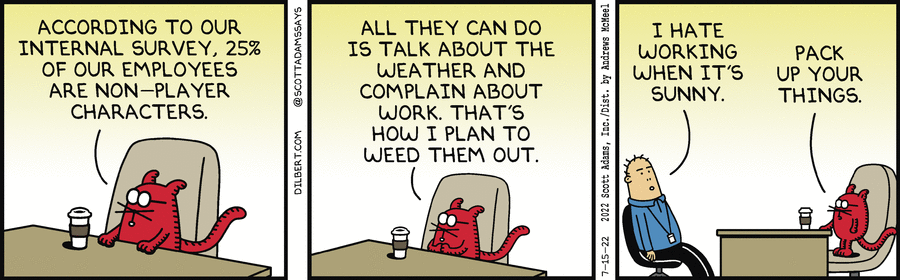 ACCORDING TO OUR
INTERNAL SURVEY, 25%
OF OUR EMPLOYEES
ARE NON-PLAYER
CHARACTERS.
DILBERT.COM @SCOTTADAMSSAYS
ALL THEY CAN DO
IS TALK ABOUT THE
WEATHER AND
COMPLAIN ABOUT
WORK. THAT'S
HOW I PLAN TO
WEED THEM OUT.
7-15-22 2022 Scott Adams, Inc./Dist. by Andrews McMeel
I HATE
WORKING
WHEN IT'S
SUNNY.
PACK
UP YOUR
THINGS.